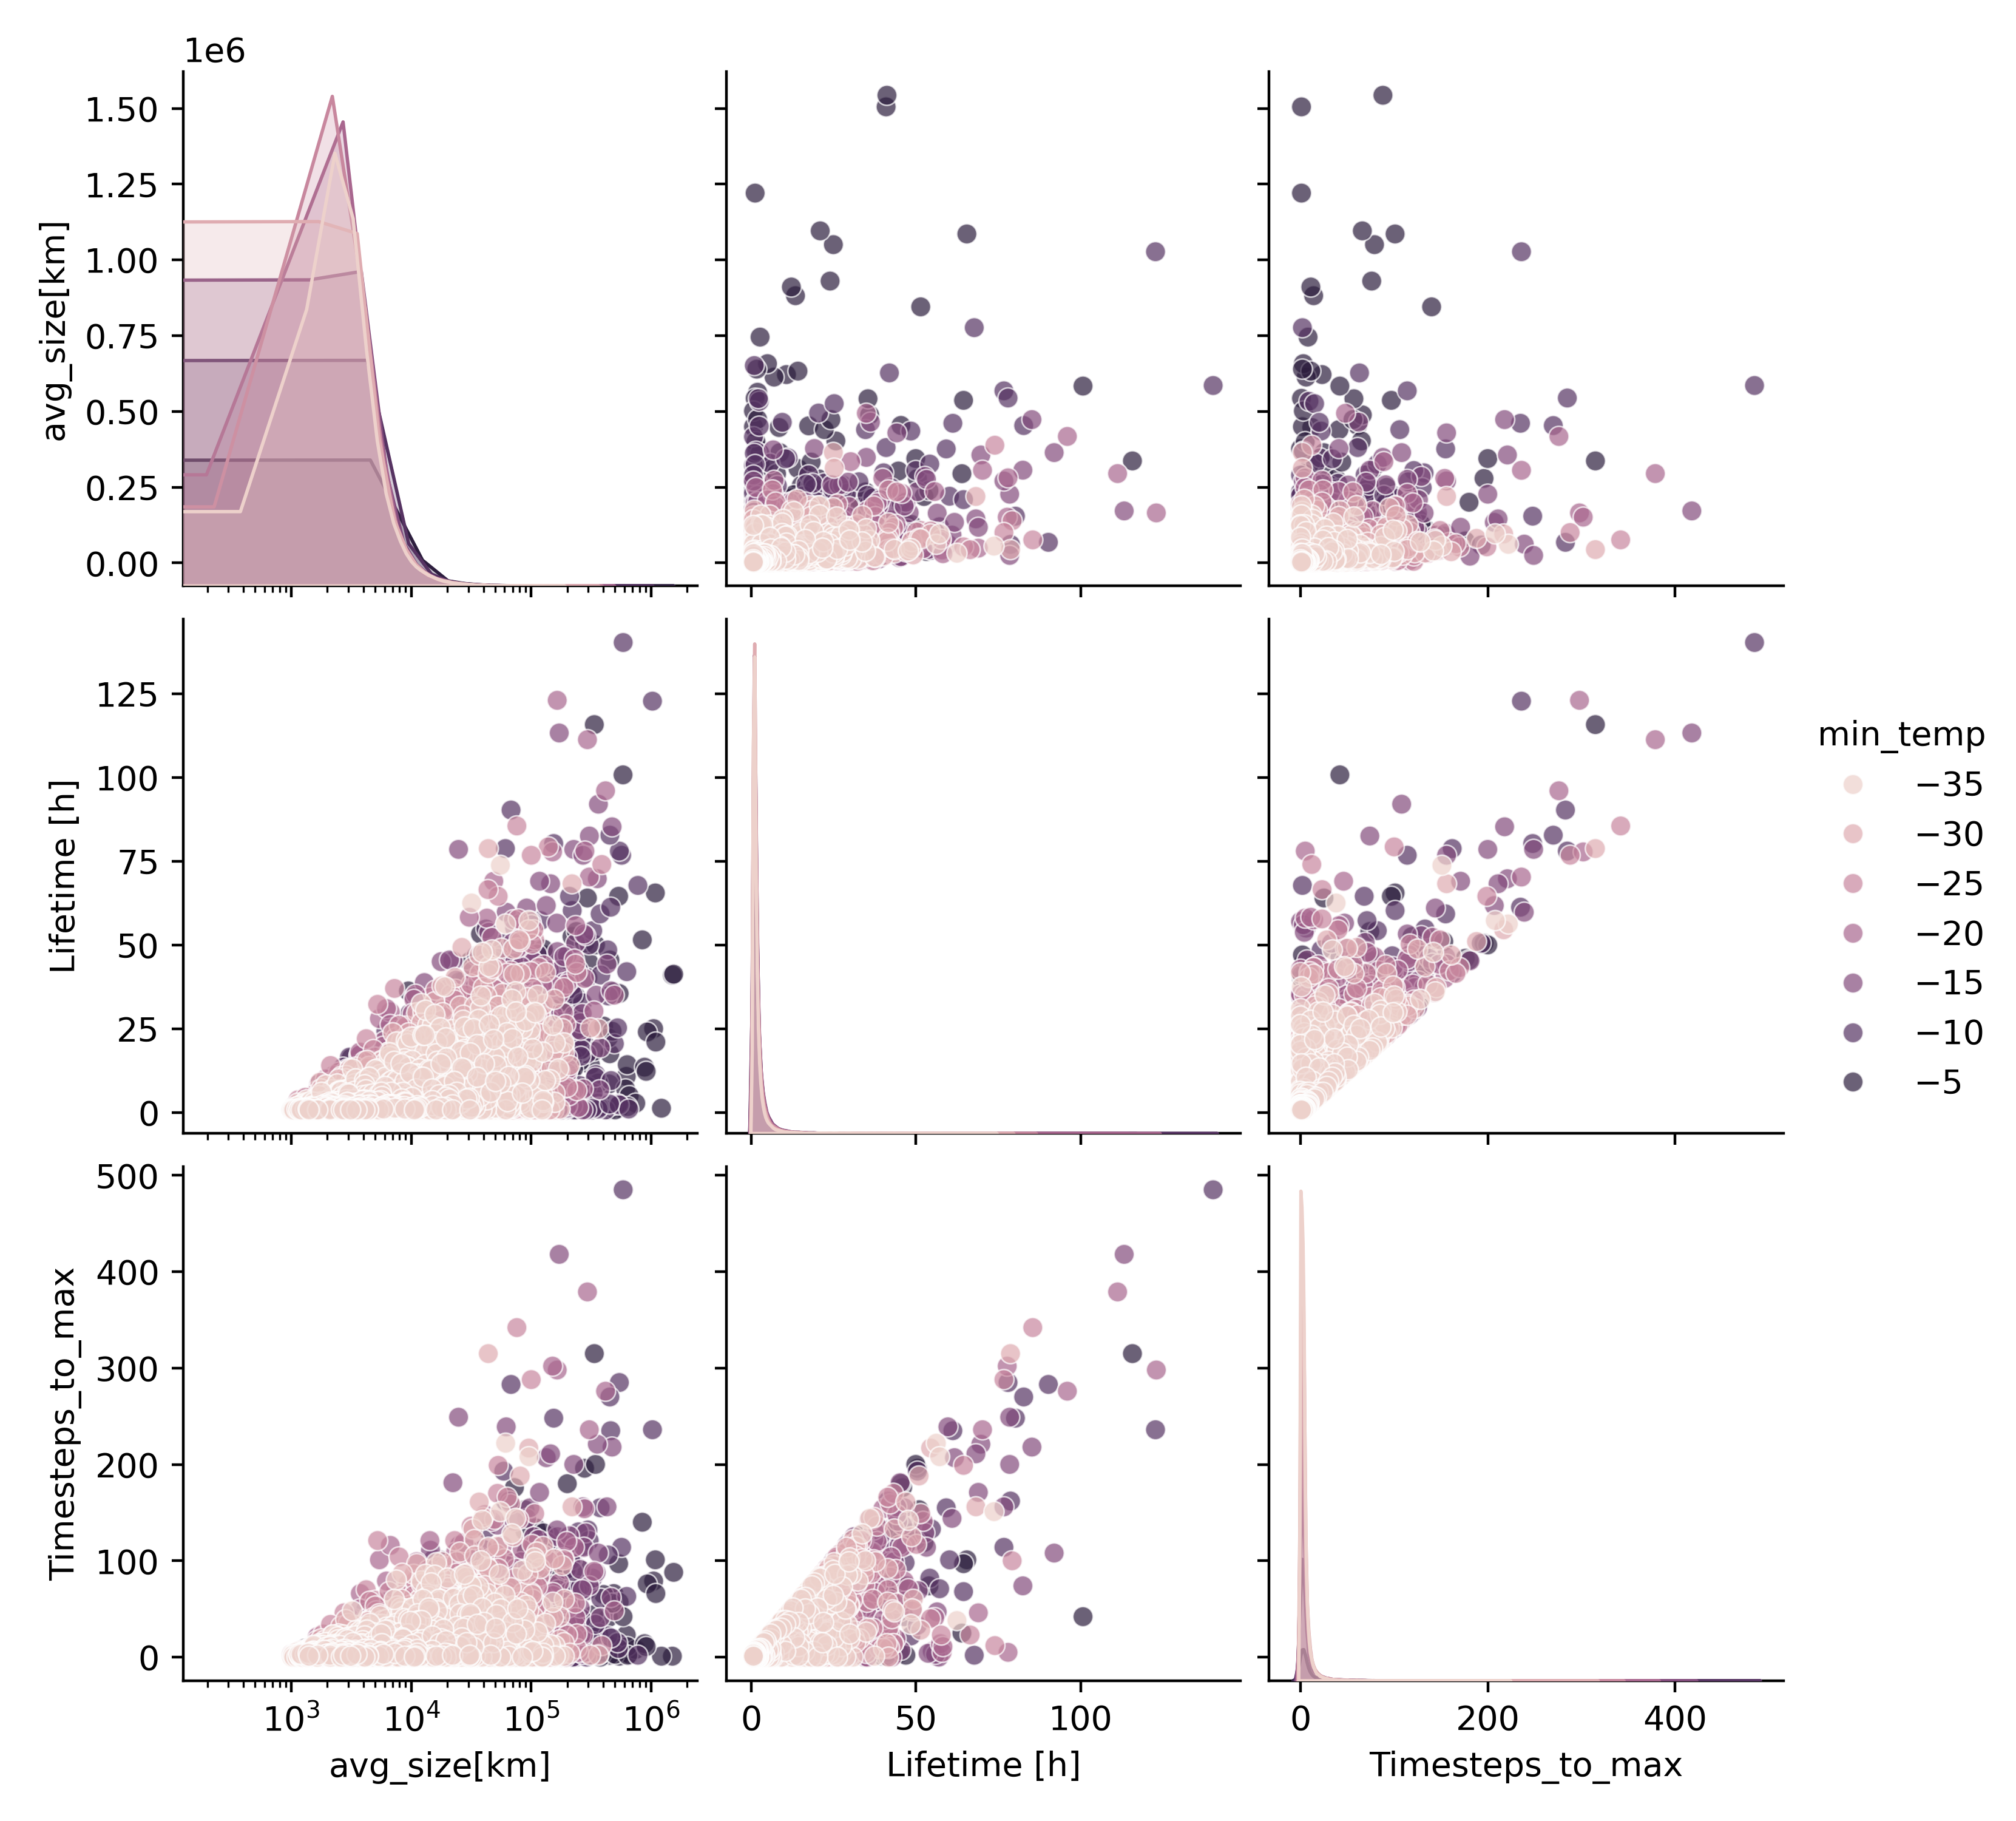 1e6
1.50
1.25
1.00
0.75
0.50
0.25
0.00
avg_size[km]
125
100
75
50
25
0
Lifetime [h]
min_temp
−35
−30
−25
−20
−15
−10
−5
500
400
300
200
100
0
Timesteps_to_max
10³ 10⁴ 10⁵ 10⁶
0 50 100
0 200 400
avg_size[km]
Lifetime [h]
Timesteps_to_max